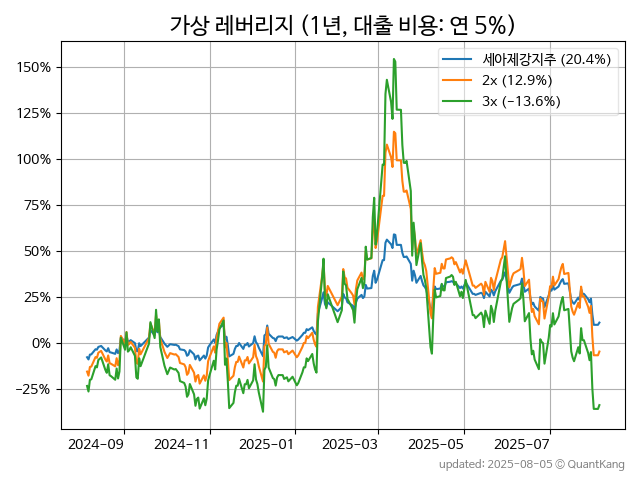 가상 레버리지 (1년, 대출 비용: 연 5%)
세아제강지주 (20.4%)
2x (12.9%)
3x (−13.6%)
150%
125%
100%
75%
50%
25%
0%
−25%
2024-09 2024-11 2025-01 2025-03 2025-05 2025-07
updated: 2025-08-05 © QuantKang